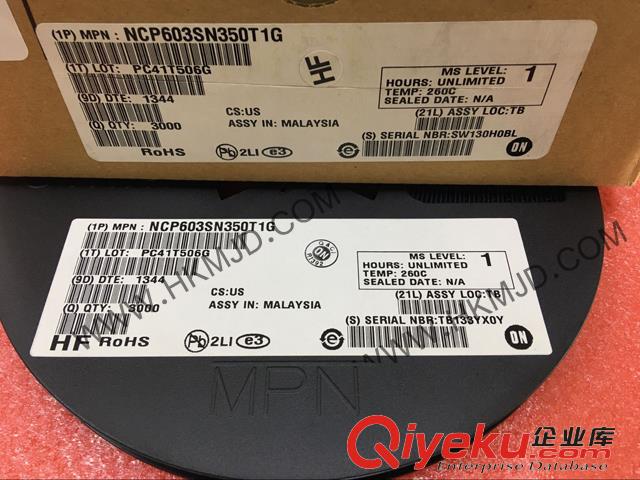 (1P) MPN : NCP603SN350T1G
(1T) LOT: PC41T506G
(9D) DTE: 1344
(Q) QTY: 3000
RoHS
HF
CS:US
ASSY IN: MALAYSIA
Pb 2LI e3 e
MS LEVEL: 1
HOURS: UNLIMITED
TEMP: 260C
SEALED DATE: N/A
(21L) ASSY LOC:TB
(S) SERIAL NBR:SW130H0BL
ON
(1P) MPN : NCP603SN350T1G
(1T) LOT: PC41T506G
(9D) DTE: 1344
(Q) QTY: 3000
HF RoHS
CS:US
ASSY IN: MALAYSIA
Pb 2LI e3 e
MS LEVEL: 1
HOURS: UNLIMITED
TEMP: 260C
SEALED DATE: N/A
(21L) ASSY LOC:TB
(S) SERIAL NBR:TB133YX0Y
ON
MPN
WWW.HKMJD.COM
WWW.HKMJD.COM
Qiyeku企业库
Enterprise Database